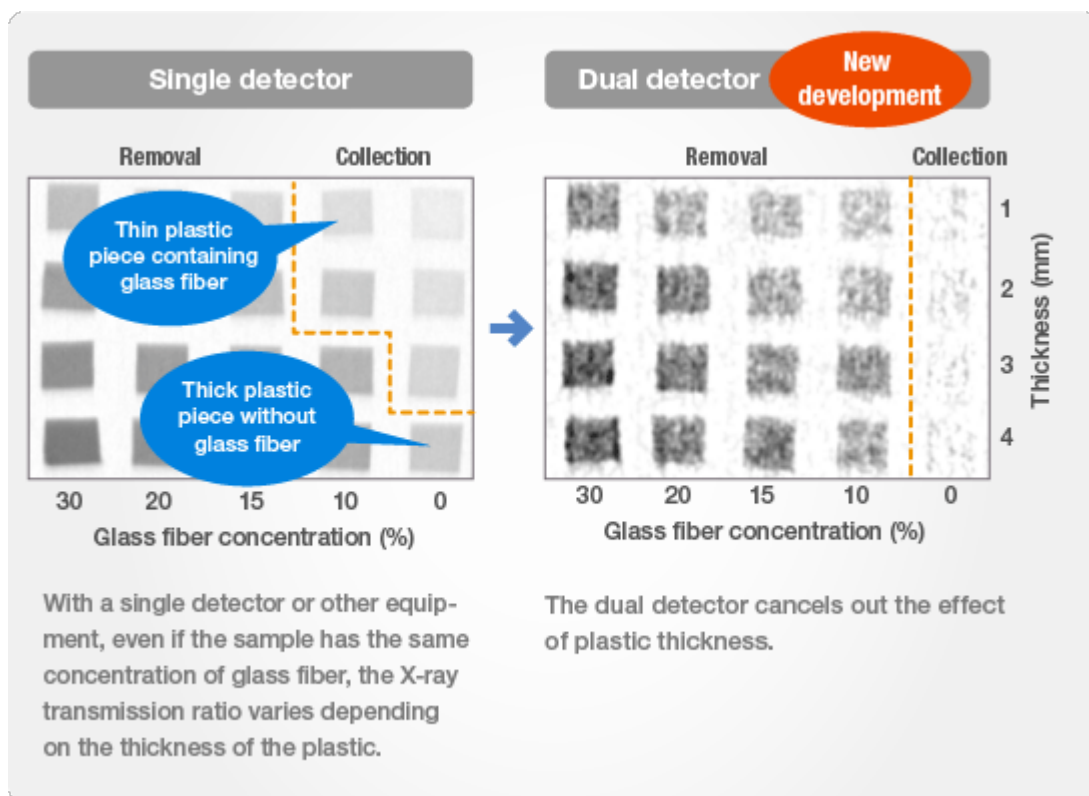 Single detector
Removal
Collection
Thin plastic
piece containing
glass fiber
Thick plastic
piece without
glass fiber
30 20 15 10 0
Glass fiber concentration (%)
With a single detector or other equip-
ment, even if the sample has the same
concentration of glass fiber, the X-ray
transmission ratio varies depending
on the thickness of the plastic.
Dual detector
New
development
Removal
Collection
1
2
3
4
Thickness (mm)
30 20 15 10 0
Glass fiber concentration (%)
The dual detector cancels out the effect
of plastic thickness.